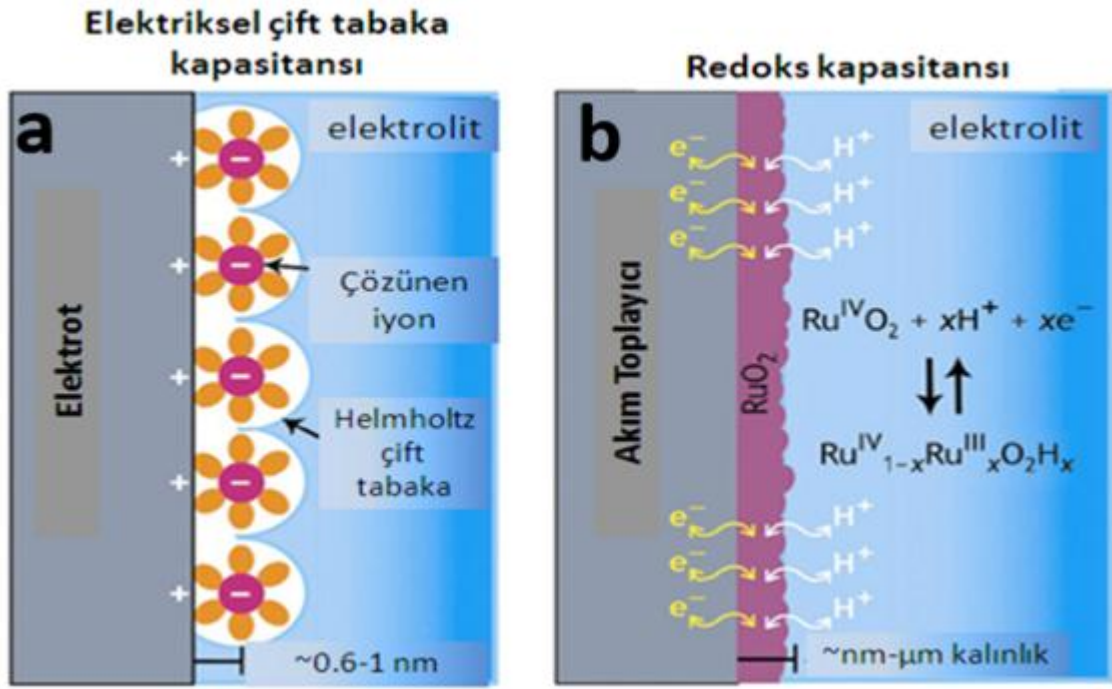 Elektriksel çift tabaka
kapasitansı
a
elektrolit
Elektrot
+
−
+
−
Çözünen
iyon
+
−
Helmholtz
çift
tabaka
+
−
+
−
~0.6-1 nm
Redoks kapasitansı
b
elektrolit
Akım Toplayıcı
RuO₂
e⁻ H⁺
e⁻ H⁺
e⁻ H⁺
RuᴵⱽO₂ + xH⁺ + xe⁻
Ruᴵⱽ₁₋ₓRuᴵᴵᴵₓO₂Hₓ
e⁻ H⁺
e⁻ H⁺
e⁻ H⁺
~nm-µm kalınlık